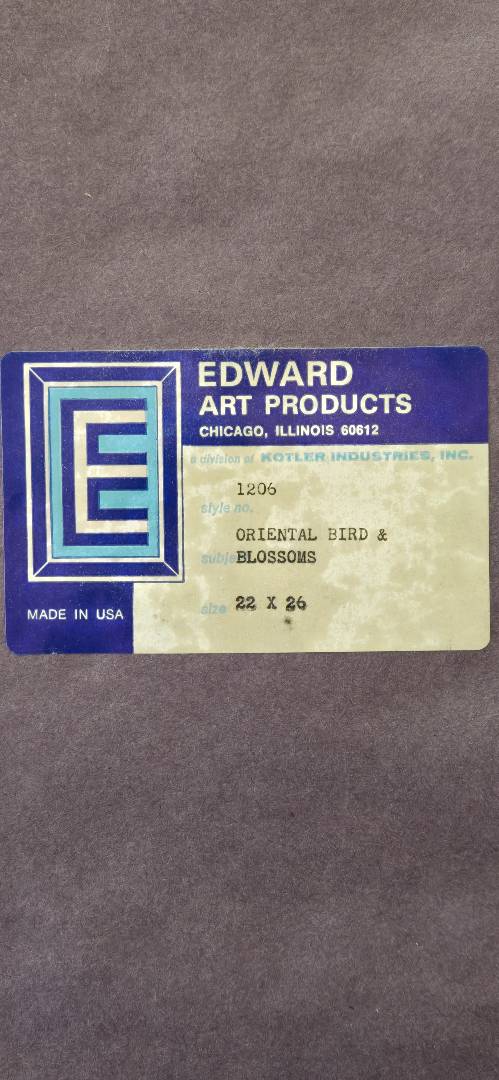 E
EDWARD
ART PRODUCTS
CHICAGO, ILLINOIS 60612
a division of KOTLER INDUSTRIES, INC.
1206
style no.
ORIENTAL BIRD &
subje BLOSSOMS
size 22 X 26
MADE IN USA